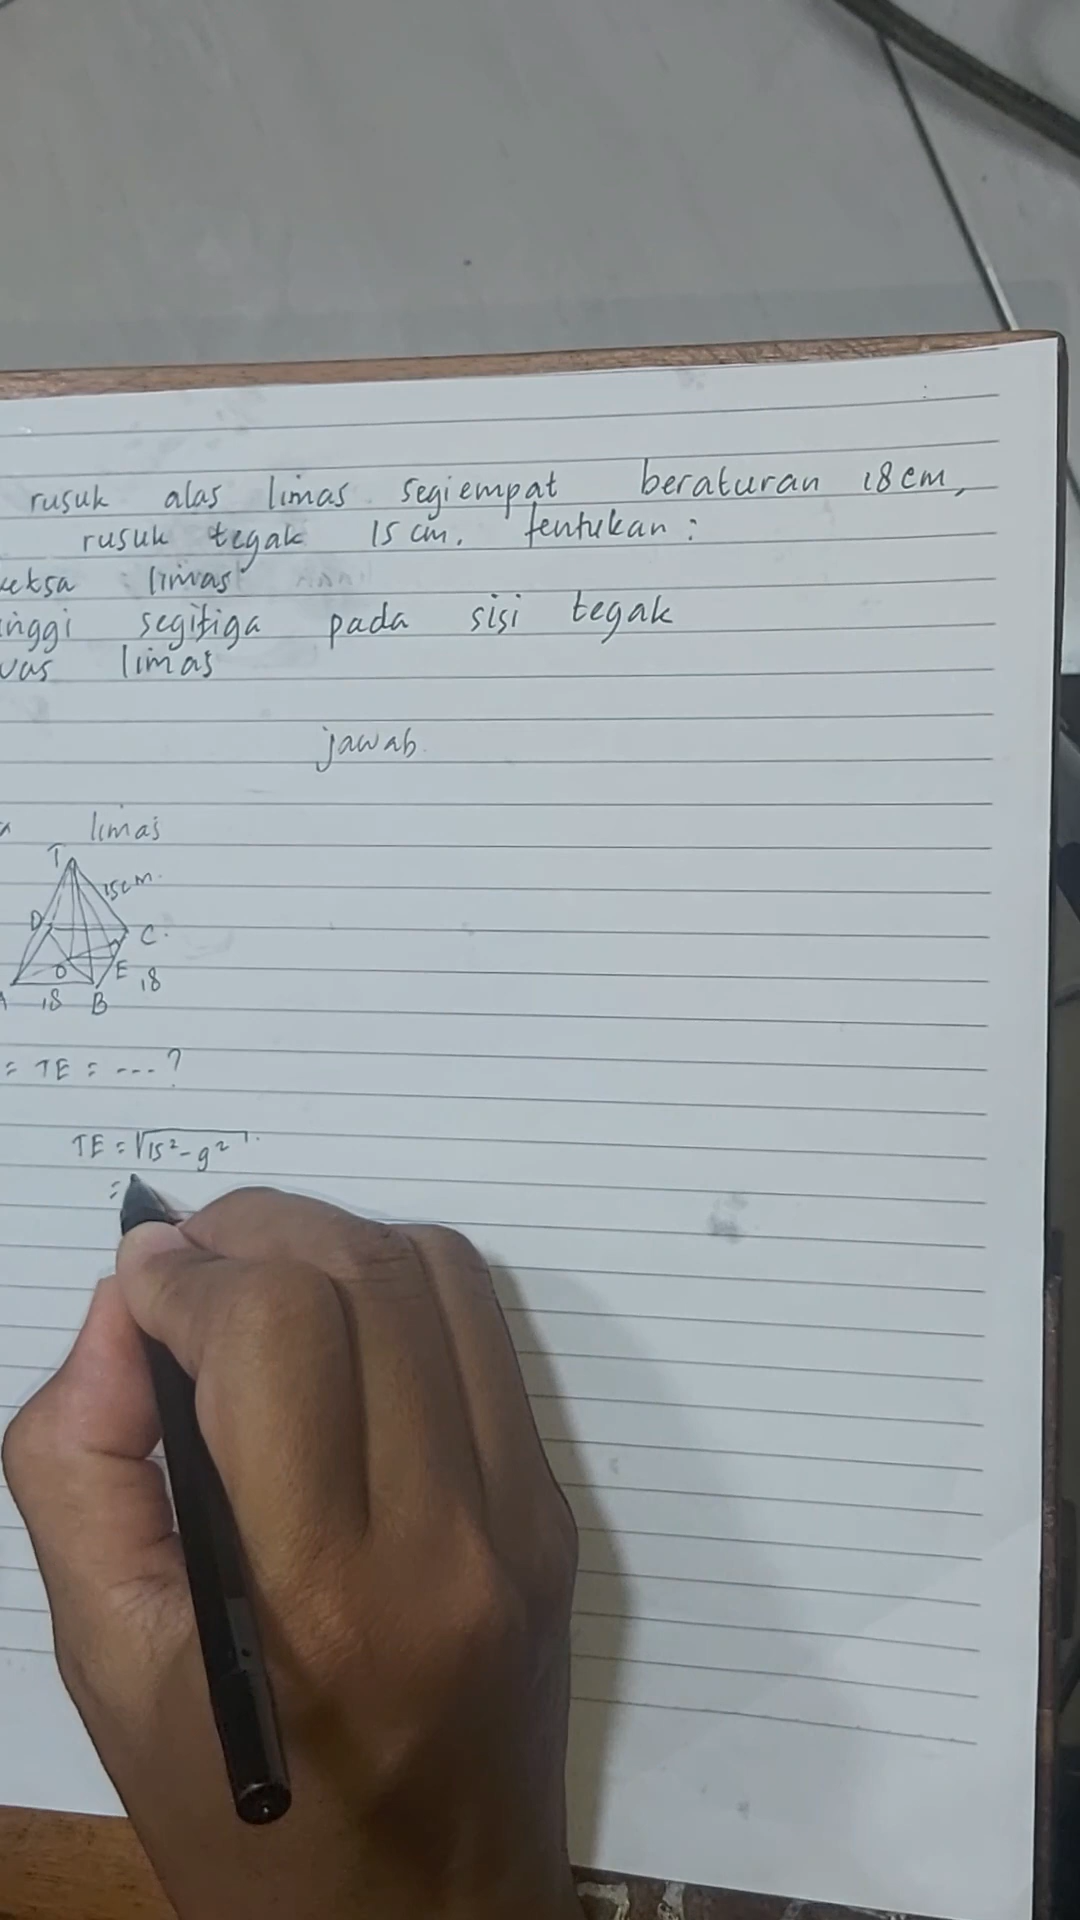 rusuk alas limas segiempat beraturan 18 cm,
rusuk tegak 15 cm. tentukan:
limas
segitiga pada sisi tegak
limas
jawab.
limas
T
15cm.
D
C.
O
E
18
A
18
B
= TE = ---?
TE = √15² - 9²
=